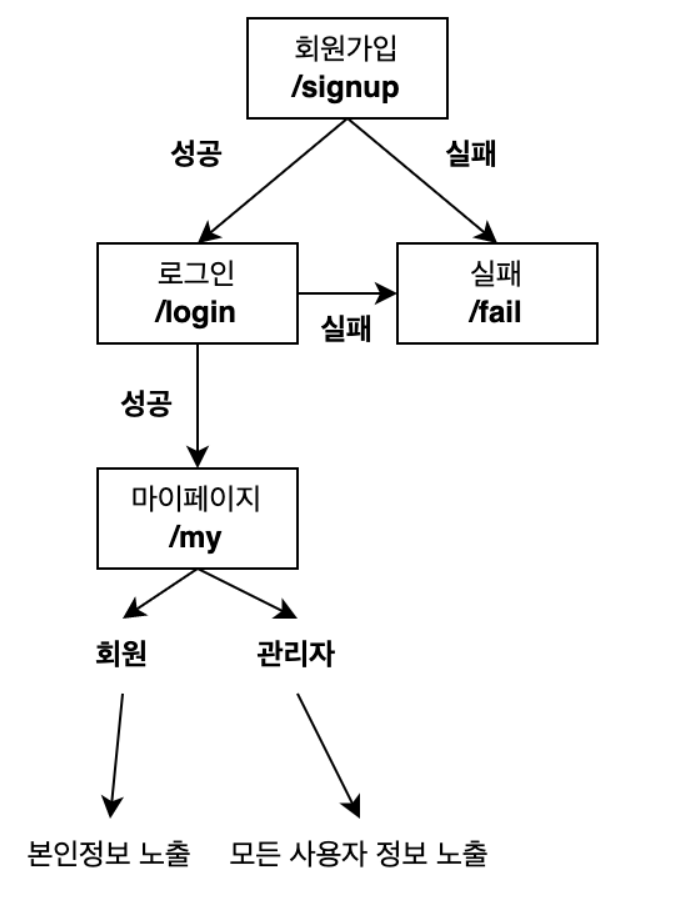 회원가입
/signup
성공
실패
로그인
/login
실패
/fail
실패
성공
마이페이지
/my
회원
관리자
본인정보 노출
모든 사용자 정보 노출